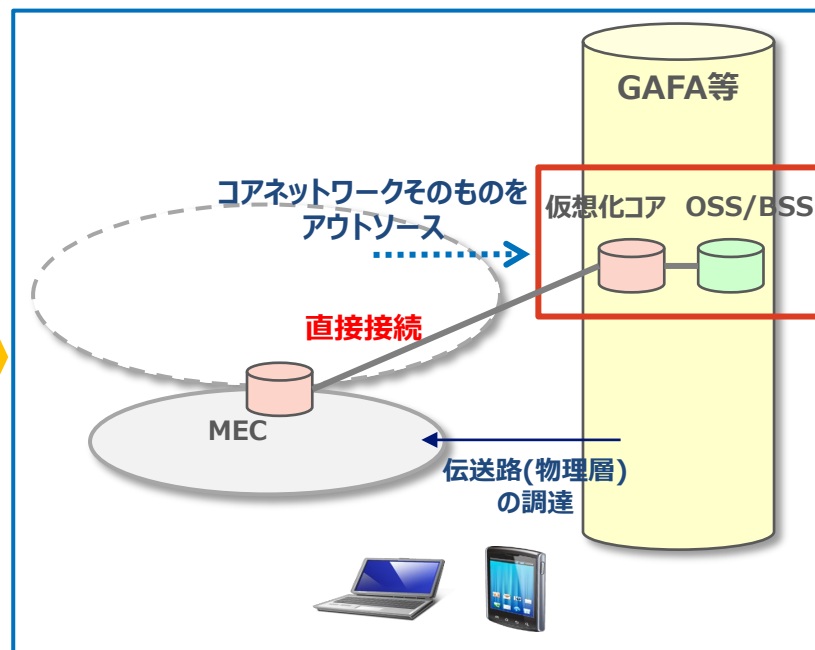 GAFA等
コアネットワークそのものを
アウトソース
仮想化コア OSS/BSS
直接接続
MEC
伝送路(物理層)
の調達